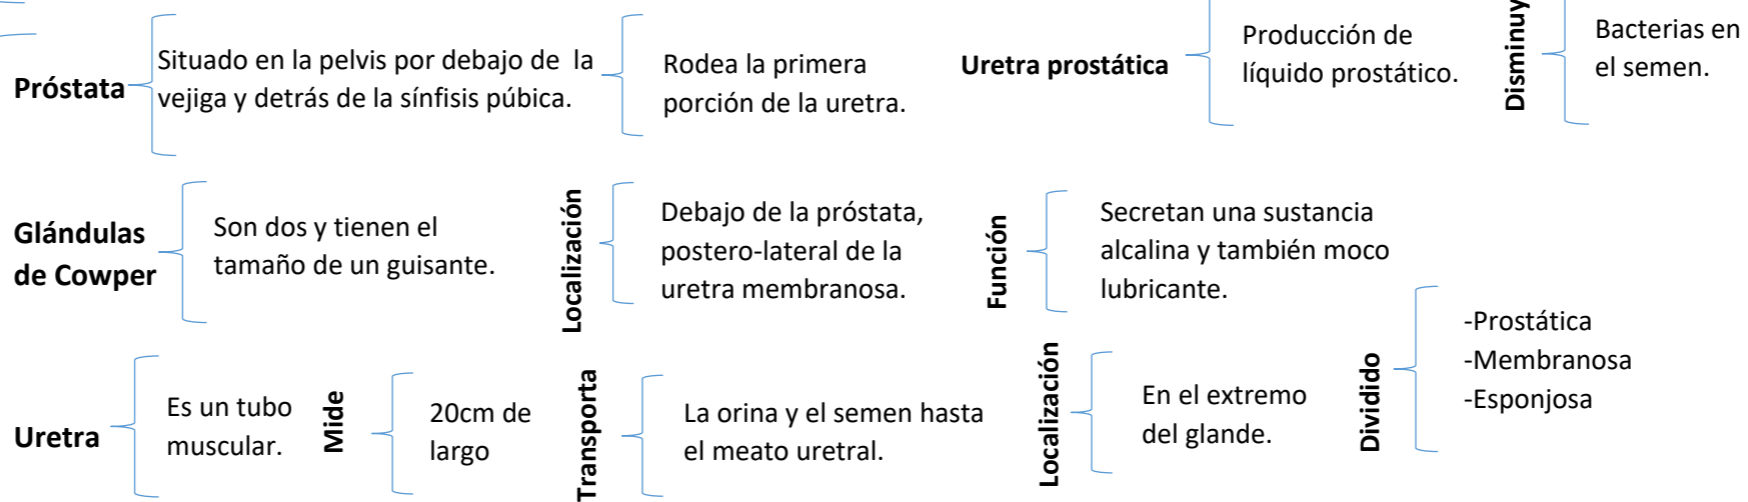 Próstata
Situado en la pelvis por debajo de la
vejiga y detrás de la sínfisis púbica.
Rodea la primera
porción de la uretra.
Uretra prostática
Producción de
líquido prostático.
Disminuy
Bacterias en
el semen.
Glándulas
de Cowper
Son dos y tienen el
tamaño de un guisante.
Localización
Debajo de la próstata,
postero-lateral de la
uretra membranosa.
Función
Secretan una sustancia
alcalina y también moco
lubricante.
Uretra
Es un tubo
muscular.
Mide
20cm de
largo
Transporta
La orina y el semen hasta
el meato uretral.
Localización
En el extremo
del glande.
Dividido
-Prostática
-Membranosa
-Esponjosa